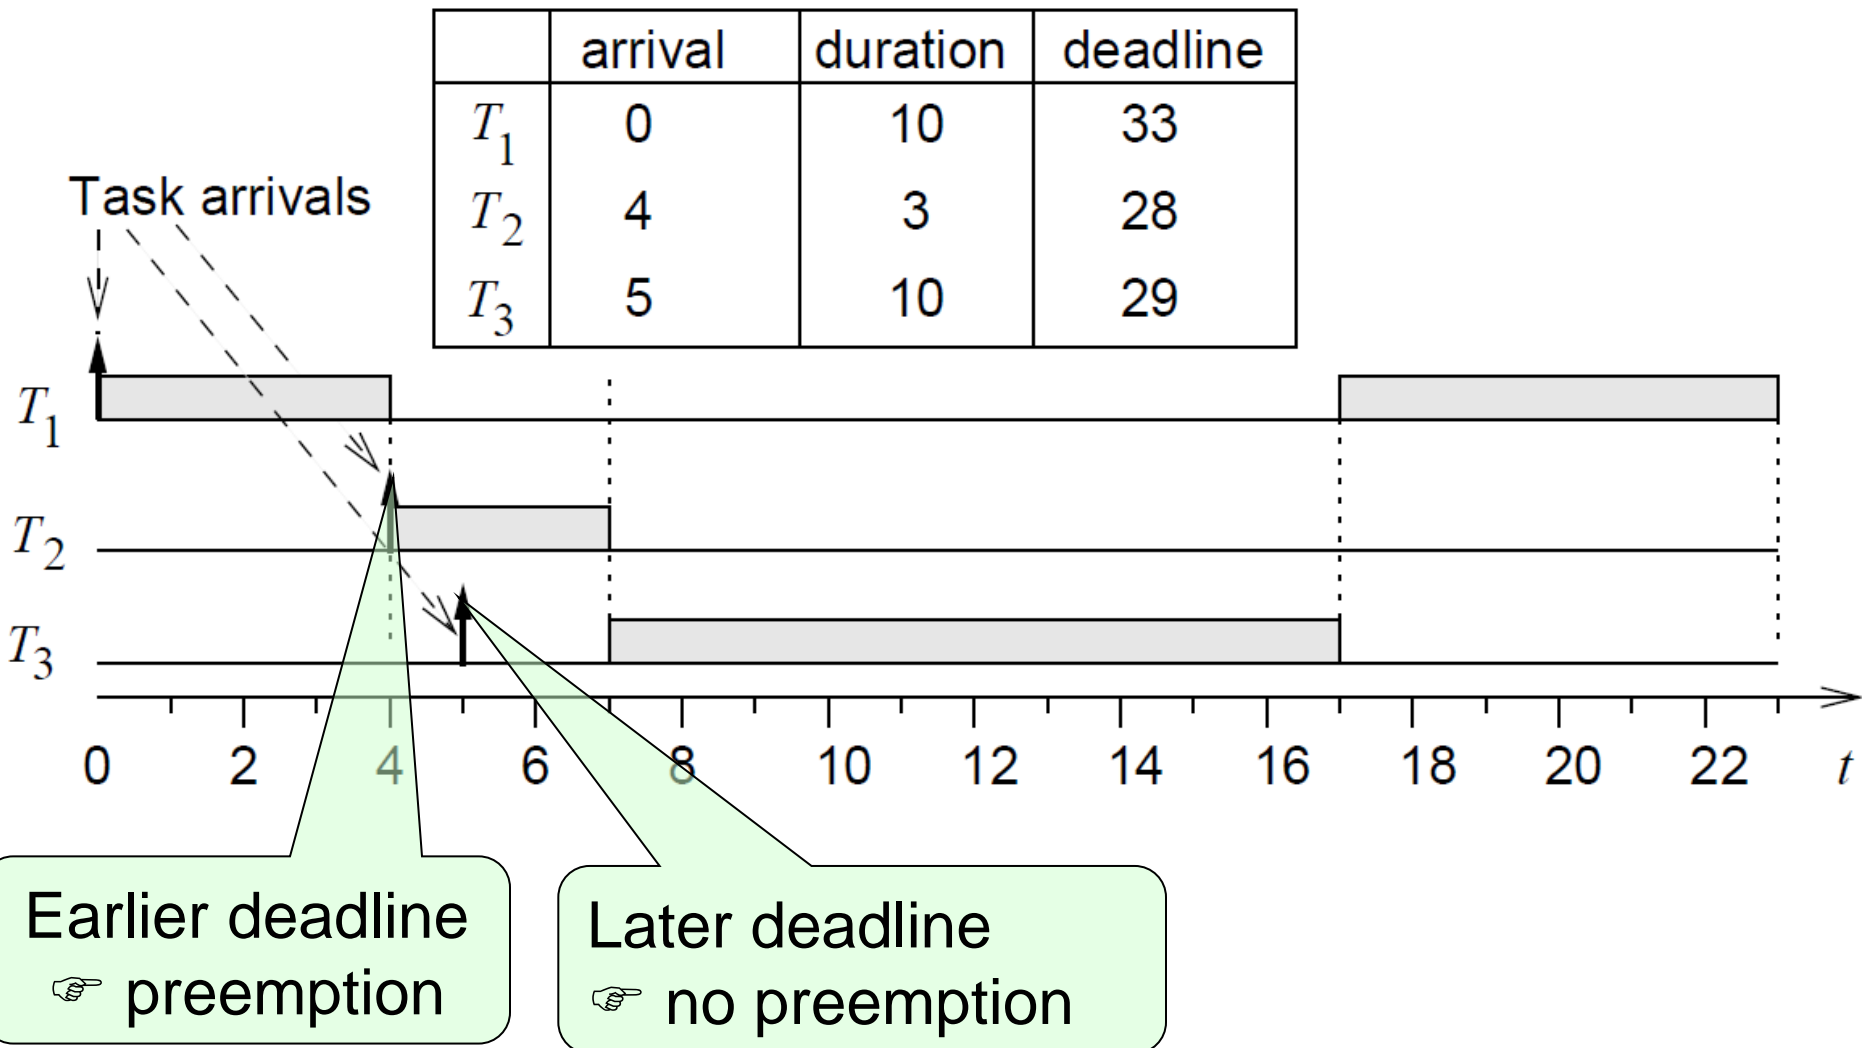 arrival duration deadline
T1 0 10 33
T2 4 3 28
T3 5 10 29
Task arrivals
T1
T2
T3
0 2 4 6 8 10 12 14 16 18 20 22 t
Earlier deadline
☞ preemption
Later deadline
☞ no preemption